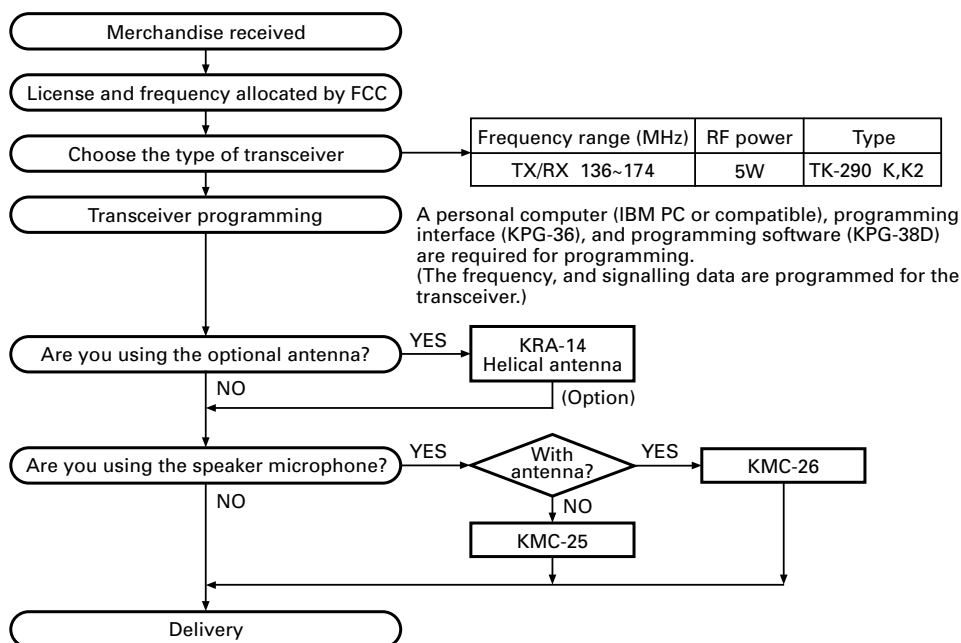 Merchandise received
License and frequency allocated by FCC
Choose the type of transceiver
Frequency range (MHz) RF power Type
TX/RX 136~174 5W TK-290 K,K2
Transceiver programming
A personal computer (IBM PC or compatible), programming
interface (KPG-36), and programming software (KPG-38D)
are required for programming.
(The frequency, and signalling data are programmed for the
transceiver.)
Are you using the optional antenna?
YES
KRA-14
Helical antenna
NO
(Option)
Are you using the speaker microphone?
YES
With
antenna?
YES
KMC-26
NO
NO
KMC-25
Delivery